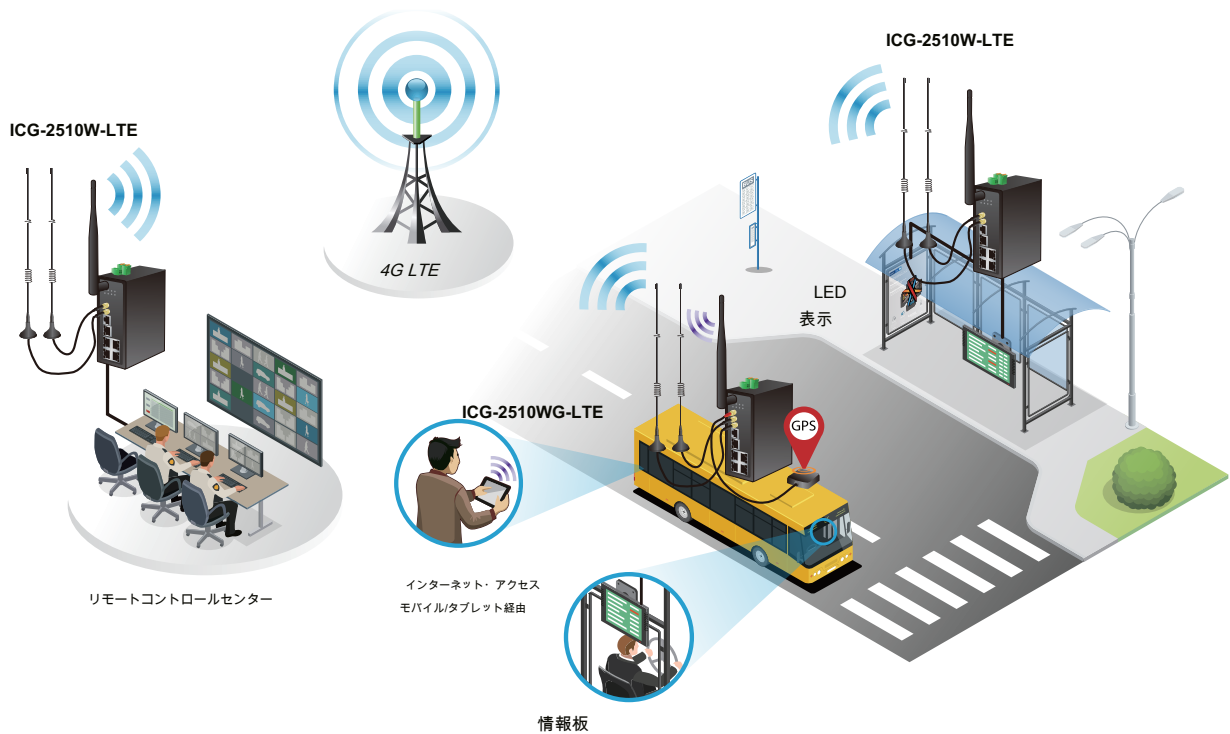 ICG-2510W-LTE
ICG-2510W-LTE
4G LTE
LED
表示
ICG-2510WG-LTE
GPS
インターネット・ アクセス
モバイル/タブレット経由
リモートコントロールセンター
情報板